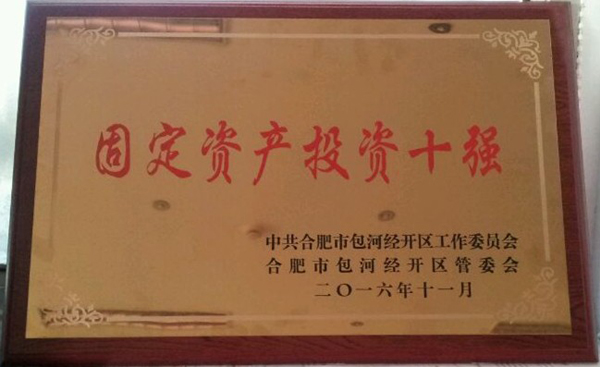 固定资产投资十强
中共合肥市包河经开区工作委员会
合肥市包河经开区管委会
二〇一六年十一月